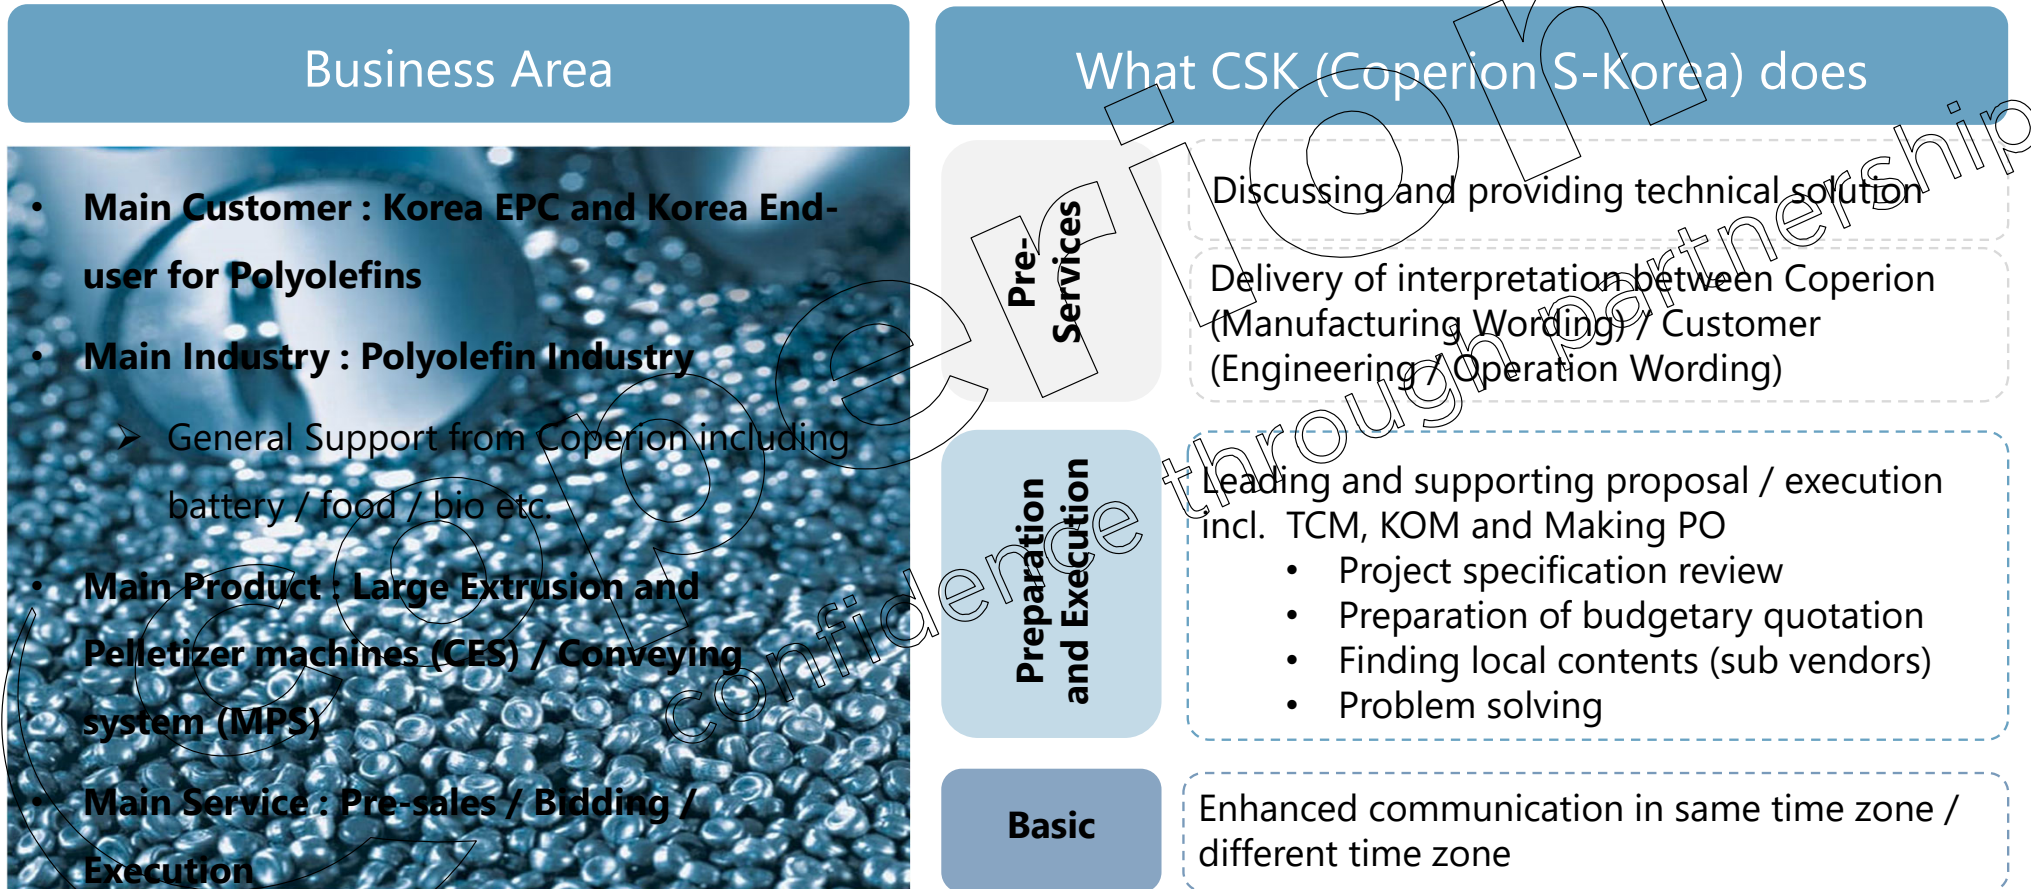 Business Area
• Main Customer : Korea EPC and Korea End-
user for Polyolefins
• Main Industry : Polyolefin Industry
➢ General Support from Coperion including
battery / food / bio etc.
• Main Product : Large Extrusion and
Pelletizer machines (CES) / Conveying
system (MPS)
• Main Service : Pre-sales / Bidding /
Execution
What CSK (Coperion S-Korea) does
Pre-
Services
Discussing and providing technical solution
Delivery of interpretation between Coperion
(Manufacturing Wording) / Customer
(Engineering / Operation Wording)
Preparation
and Execution
Leading and supporting proposal / execution
incl. TCM, KOM and Making PO
• Project specification review
• Preparation of budgetary quotation
• Finding local contents (sub vendors)
• Problem solving
Basic
Enhanced communication in same time zone /
different time zone
coperion
confidence through partnership